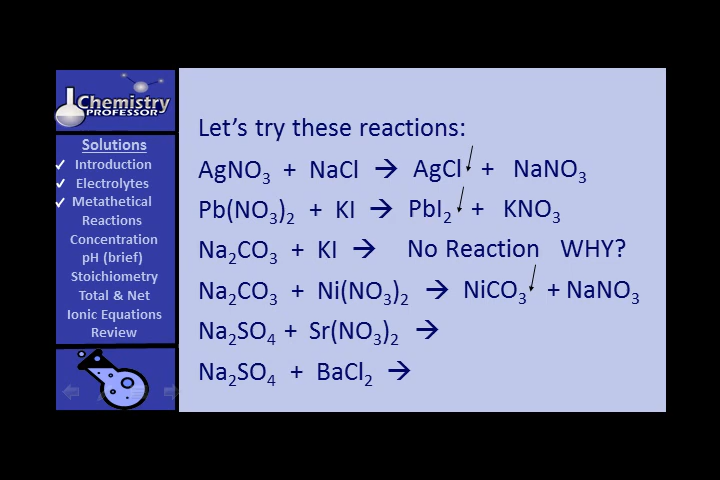 Chemistry
PROFESSOR
Solutions
✓ Introduction
✓ Electrolytes
✓ Metathetical
Reactions
Concentration
pH (brief)
Stoichiometry
Total & Net
Ionic Equations
Review
Let's try these reactions:
AgNO₃ + NaCl → AgCl↓ + NaNO₃
Pb(NO₃)₂ + KI → PbI₂↓ + KNO₃
Na₂CO₃ + KI → No Reaction WHY?
Na₂CO₃ + Ni(NO₃)₂ → NiCO₃↓ + NaNO₃
Na₂SO₄ + Sr(NO₃)₂ →
Na₂SO₄ + BaCl₂ →